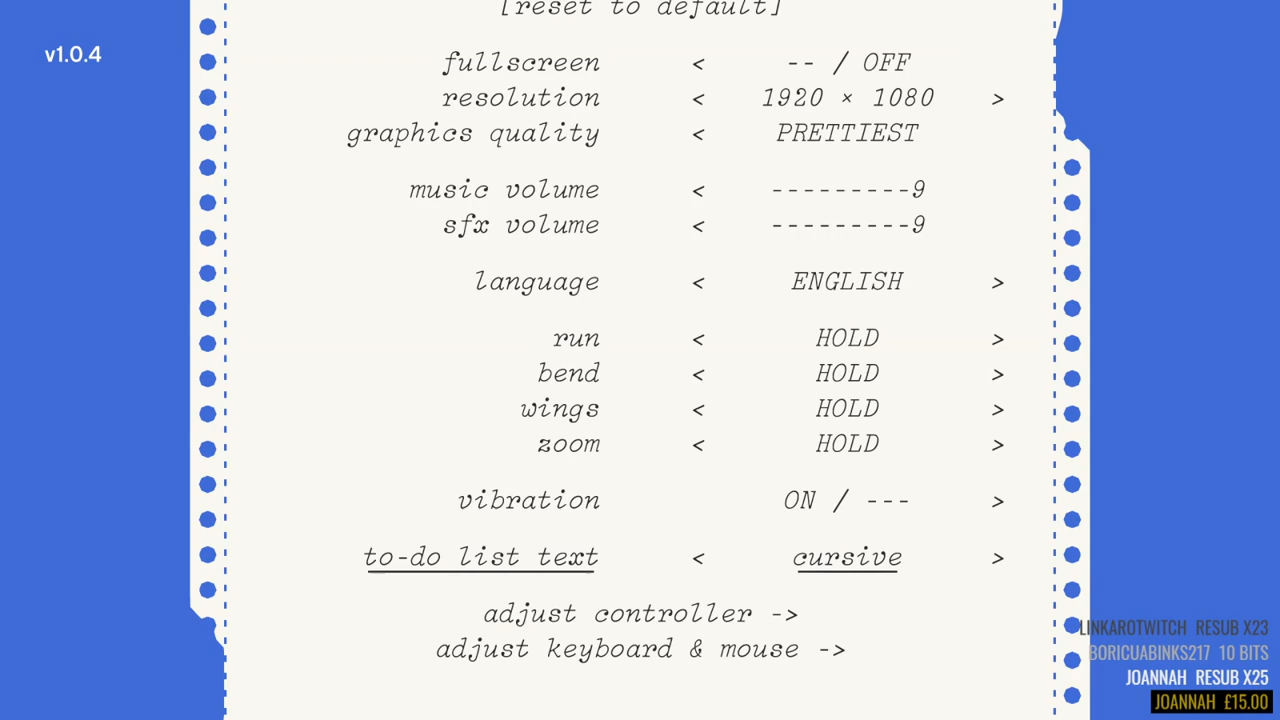 [reset to default]
v1.0.4
fullscreen < -- / OFF
resolution < 1920 × 1080 >
graphics quality < PRETTIEST
music volume < ---------9
sfx volume < ---------9
language < ENGLISH >
run < HOLD >
bend < HOLD >
wings < HOLD >
zoom < HOLD >
vibration ON / --- >
to-do list text < cursive >
adjust controller ->
adjust keyboard & mouse ->
LINKAROTWITCH RESUB X23
BORICUABINKS217 10 BITS
JOANNAH RESUB X25
JOANNAH £15.00